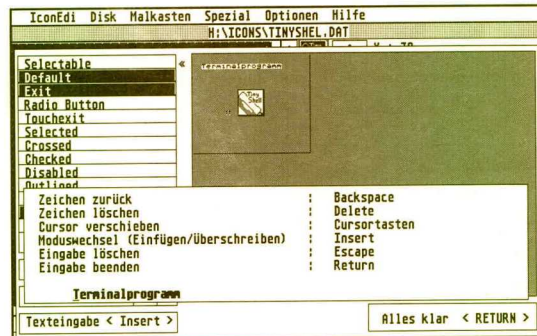 IconEdi Disk Malkasten Spezial Optionen Hilfe
H:\ICONS\TINYSHEL.DAT
Selectable
Default
Exit
Radio Button
Touchexit
Selected
Crossed
Checked
Disabled
Outlined
Terminalprogramm
Tiny Shell
Zeichen zurück : Backspace
Zeichen löschen : Delete
Cursor verschieben : Cursortasten
Moduswechsel (Einfügen/überschreiben) : Insert
Eingabe löschen : Escape
Eingabe beenden : Return
Terminalprogramm
Texteingabe < Insert >
Alles klar < RETURN >